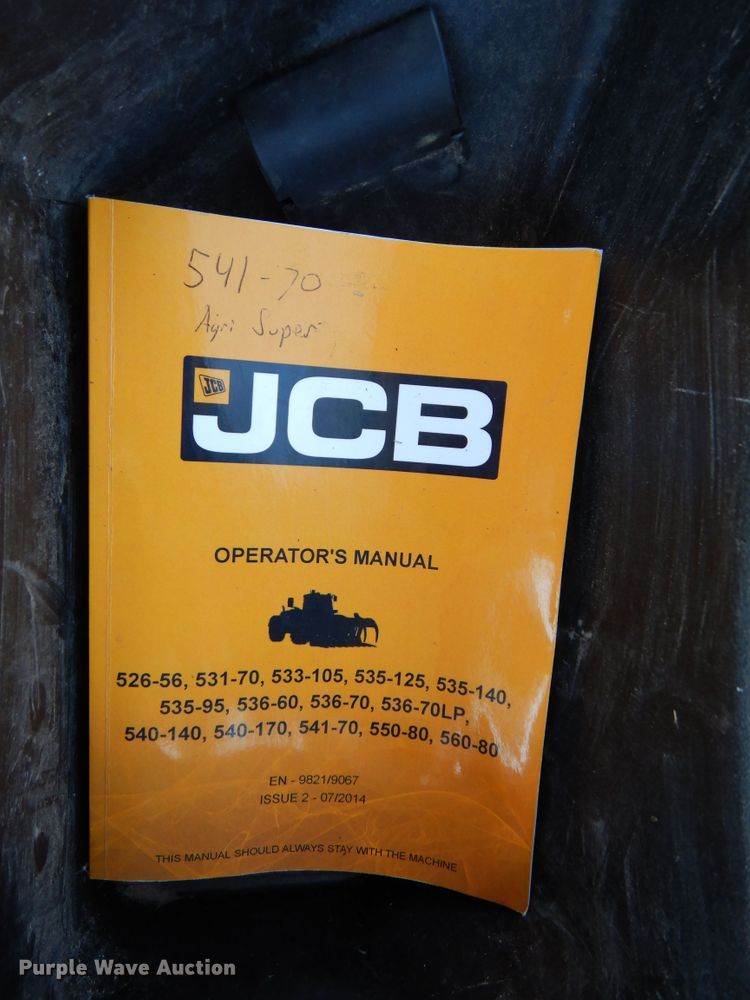 541-70
Agri Super
JCB
JCB
OPERATOR'S MANUAL
526-56, 531-70, 533-105, 535-125, 535-140,
535-95, 536-60, 536-70, 536-70LP,
540-140, 540-170, 541-70, 550-80, 560-80
EN - 9821/9067
ISSUE 2 - 07/2014
THIS MANUAL SHOULD ALWAYS STAY WITH THE MACHINE
Purple Wave Auction